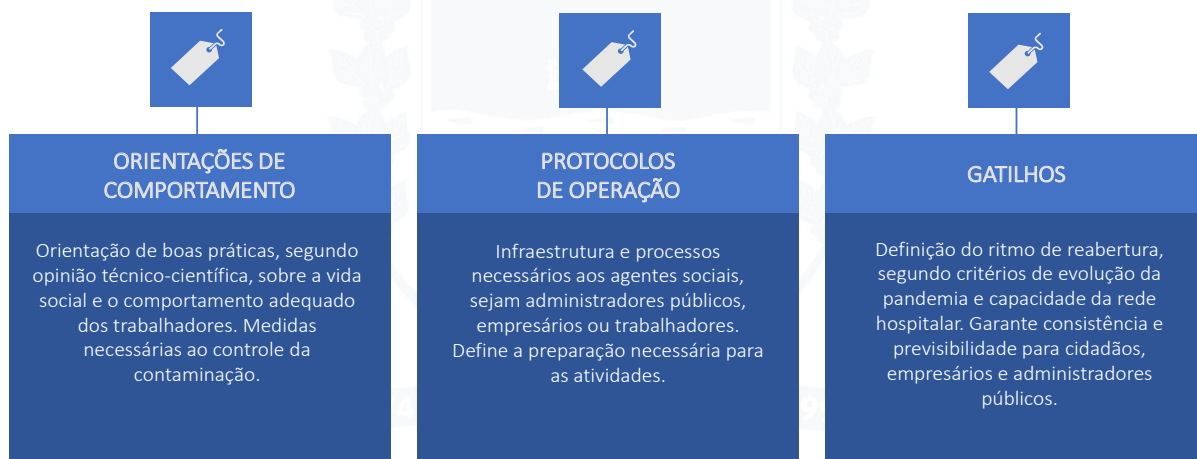 ORIENTAÇÕES DE
COMPORTAMENTO
Orientação de boas práticas, segundo
opinião técnico-científica, sobre a vida
social e o comportamento adequado
dos trabalhadores. Medidas
necessárias ao controle da
contaminação.
PROTOCOLOS
DE OPERAÇÃO
Infraestrutura e processos
necessários aos agentes sociais,
sejam administradores públicos,
empresários ou trabalhadores.
Define a preparação necessária para
as atividades.
GATILHOS
Definição do ritmo de reabertura,
segundo critérios de evolução da
pandemia e capacidade da rede
hospitalar. Garante consistência e
previsibilidade para cidadãos,
empresários e administradores
públicos.